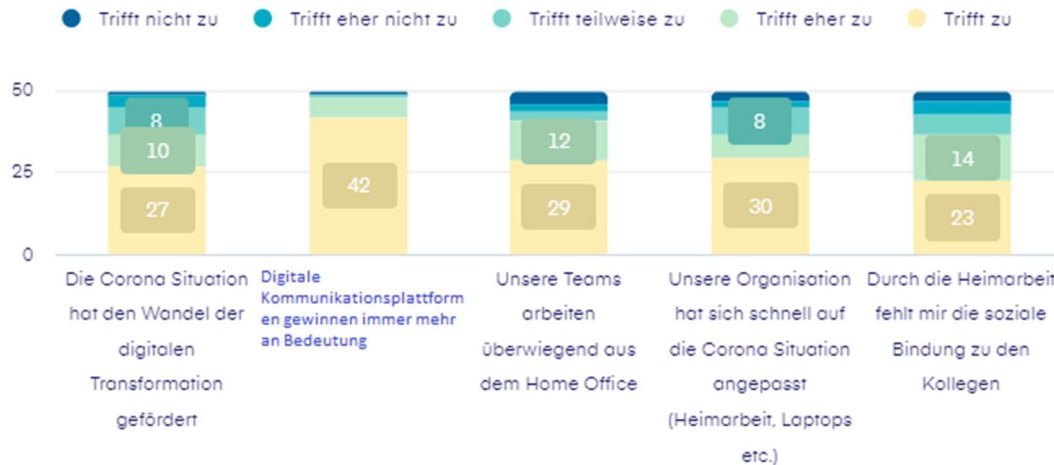 Trifft nicht zu Trifft eher nicht zu Trifft teilweise zu Trifft eher zu Trifft zu
50
25
0
8
10
27
42
12
29
8
30
14
23
Die Corona Situation
hat den Wandel der
digitalen
Transformation
gefördert
Digitale
Kommunikationsplattform
en gewinnen immer mehr
an Bedeutung
Unsere Teams
arbeiten
überwiegend aus
dem Home Office
Unsere Organisation
hat sich schnell auf
die Corona Situation
angepasst
(Heimarbeit, Laptops
etc.)
Durch die Heimarbeit
fehlt mir die soziale
Bindung zu den
Kollegen